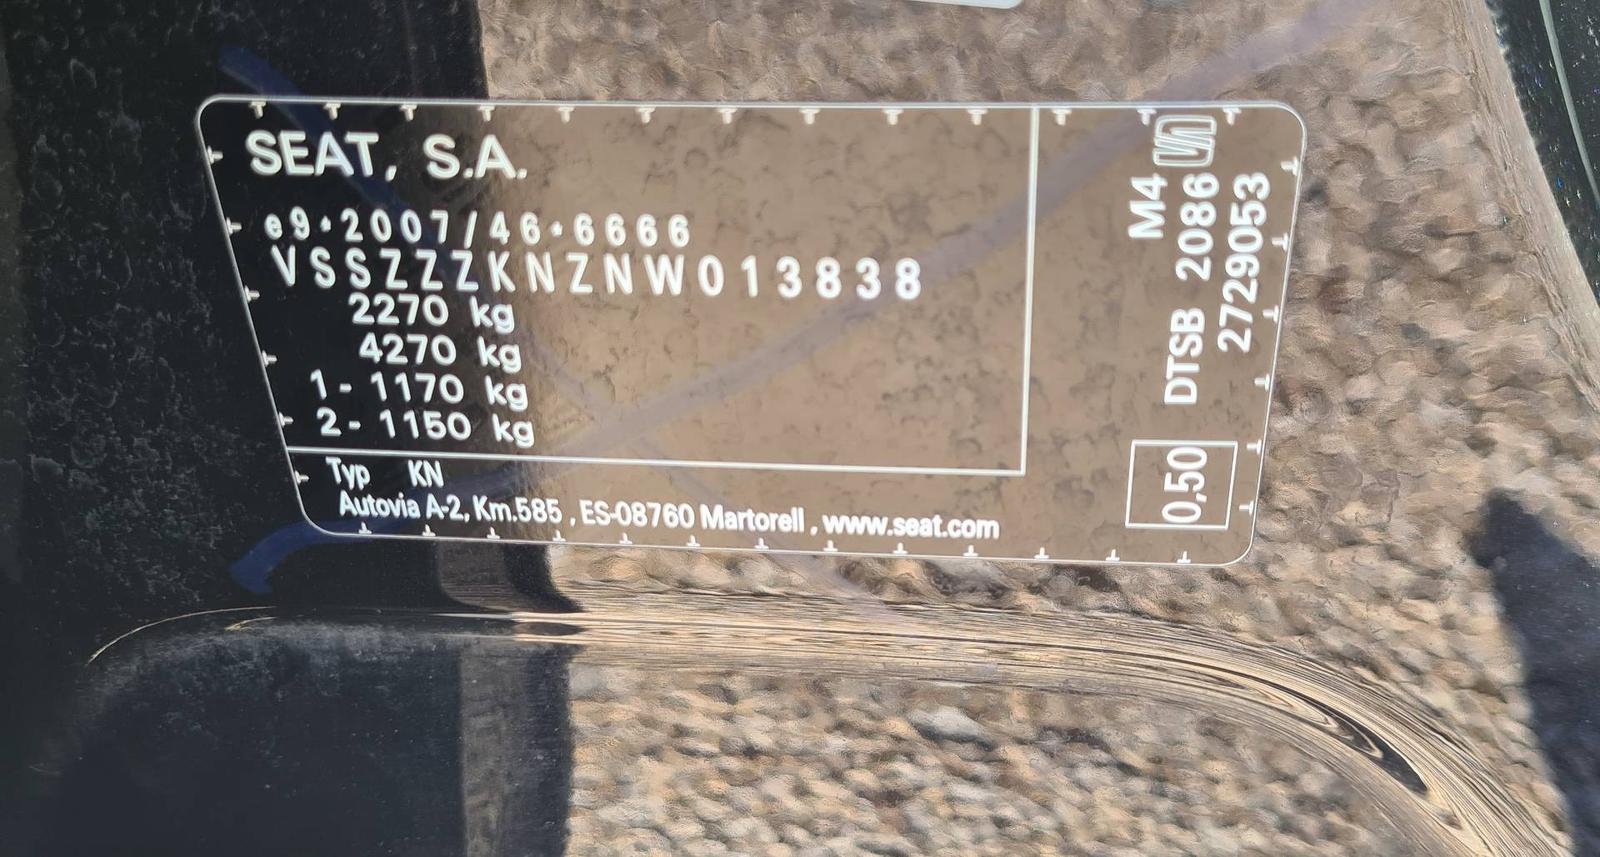 SEAT, S.A.
e9*2007/46*6666
VSSZZZKNZNW013838
2270 kg
4270 kg
1- 1170 kg
2- 1150 kg
Typ KN
Autovia A-2, Km.585 , ES-08760 Martorell , www.seat.com
M4
DTSB 2086
2729053
0,50